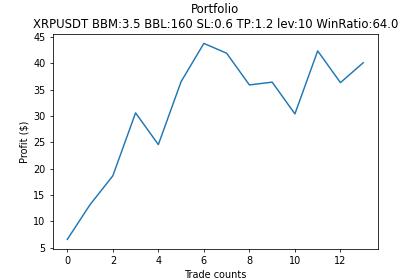 Portfolio
XRPUSDT BBM:3.5 BBL:160 SL:0.6 TP:1.2 lev:10 WinRatio:64.0
45
40
35
30
25
20
15
10
5
Profit ($)
0 2 4 6 8 10 12
Trade counts